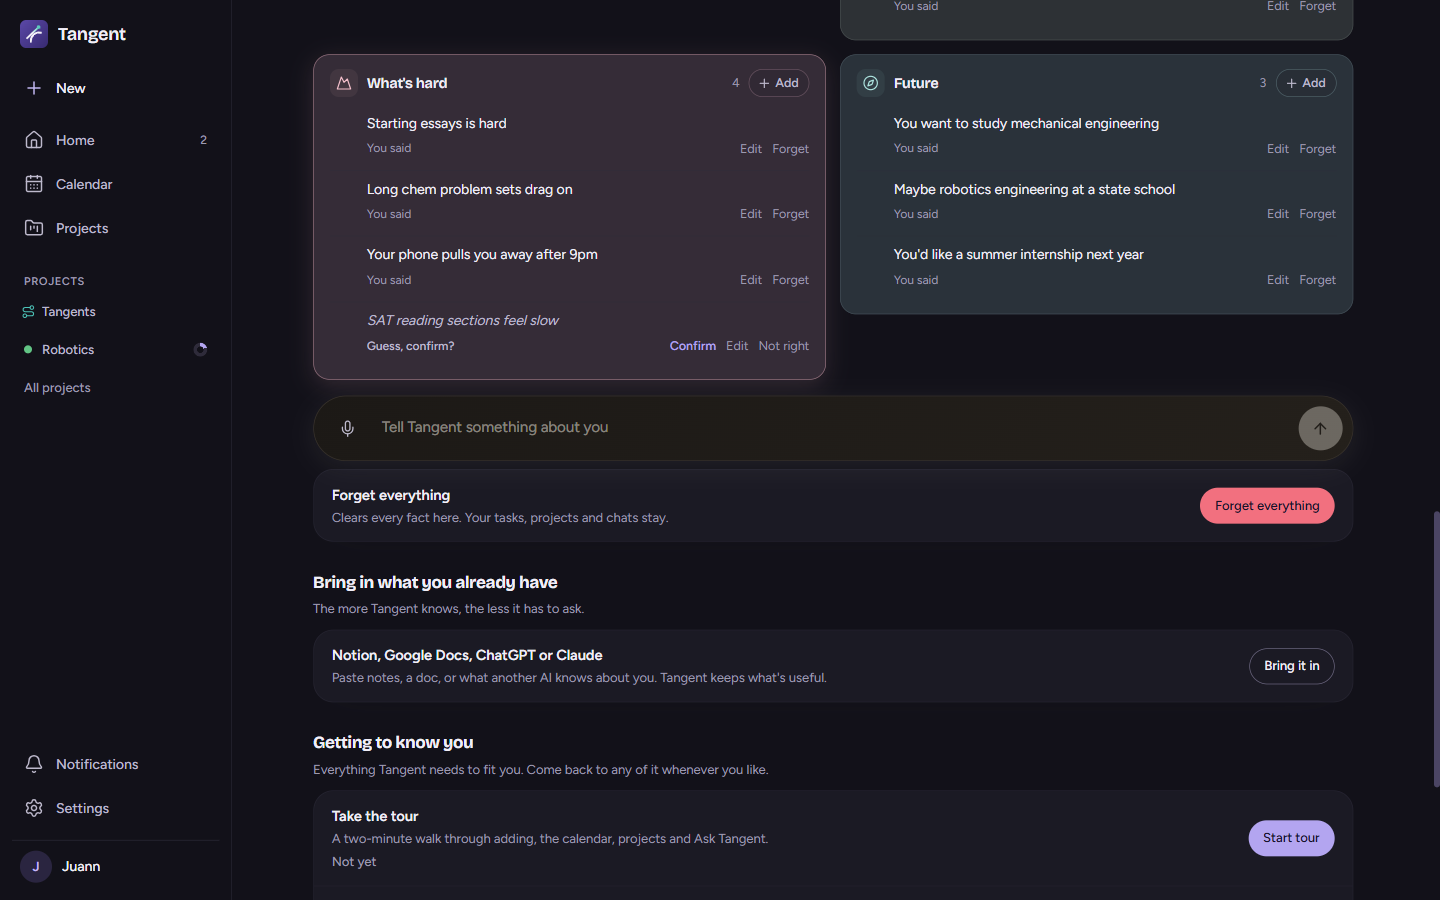 Tangent
New
Home 2
Calendar
Projects
PROJECTS
Tangents
Robotics
All projects
Notifications
Settings
J Juann
You said Edit Forget
What's hard 4 + Add
Starting essays is hard
You said Edit Forget
Long chem problem sets drag on
You said Edit Forget
Your phone pulls you away after 9pm
You said Edit Forget
SAT reading sections feel slow
Guess, confirm? Confirm Edit Not right
Future 3 + Add
You want to study mechanical engineering
You said Edit Forget
Maybe robotics engineering at a state school
You said Edit Forget
You'd like a summer internship next year
You said Edit Forget
Tell Tangent something about you
Forget everything
Clears every fact here. Your tasks, projects and chats stay.
Forget everything
Bring in what you already have
The more Tangent knows, the less it has to ask.
Notion, Google Docs, ChatGPT or Claude
Paste notes, a doc, or what another AI knows about you. Tangent keeps what's useful.
Bring it in
Getting to know you
Everything Tangent needs to fit you. Come back to any of it whenever you like.
Take the tour
A two-minute walk through adding, the calendar, projects and Ask Tangent.
Not yet
Start tour